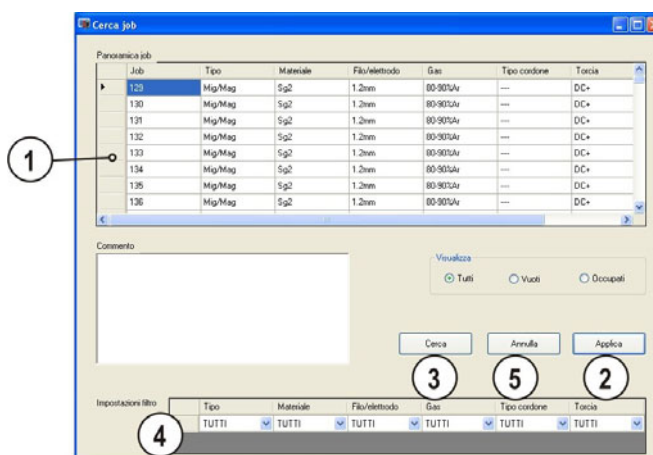 Cerca job
Panoramica job
Job Tipo Materiale Filo/elettrodo Gas Tipo cordone Torcia
129 Mig/Mag Sg2 1.2mm 80-90%Ar --- DC+
130 Mig/Mag Sg2 1.2mm 80-90%Ar --- DC+
131 Mig/Mag Sg2 1.2mm 80-90%Ar --- DC+
132 Mig/Mag Sg2 1.2mm 80-90%Ar --- DC+
133 Mig/Mag Sg2 1.2mm 80-90%Ar --- DC+
134 Mig/Mag Sg2 1.2mm 80-90%Ar --- DC+
135 Mig/Mag Sg2 1.2mm 80-90%Ar --- DC+
136 Mig/Mag Sg2 1.2mm 80-90%Ar --- DC+
1
Commento
Visualizza
Tutti Vuoti Occupati
Cerca Annulla Applica
3 5 2
Impostazioni filtro
Tipo Materiale Filo/elettrodo Gas Tipo cordone Torcia
TUTTI TUTTI TUTTI TUTTI TUTTI TUTTI
4